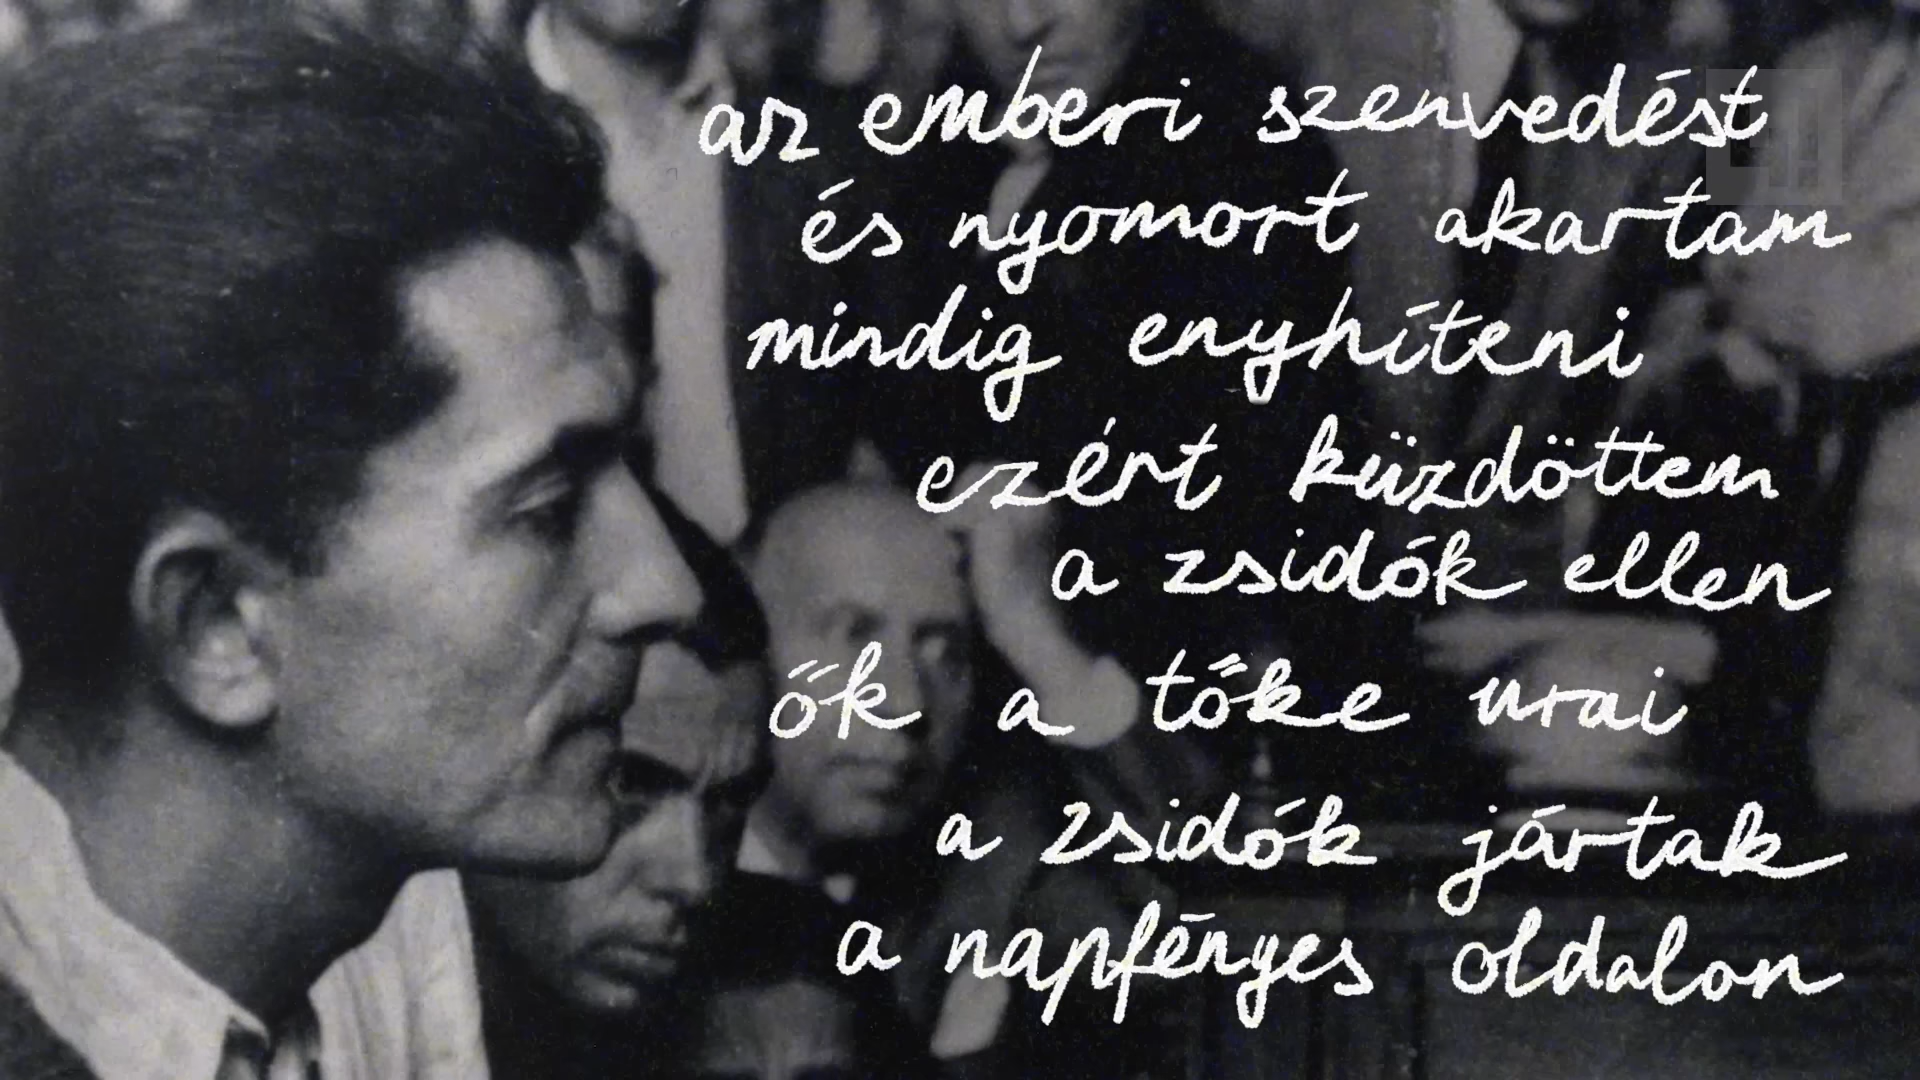 az emberi szenvedést
és nyomort akartam
mindig enyhíteni
ezért küzdöttem
a zsidók ellen
ők a tőke urai
a zsidók jártak
a napfényes oldalon